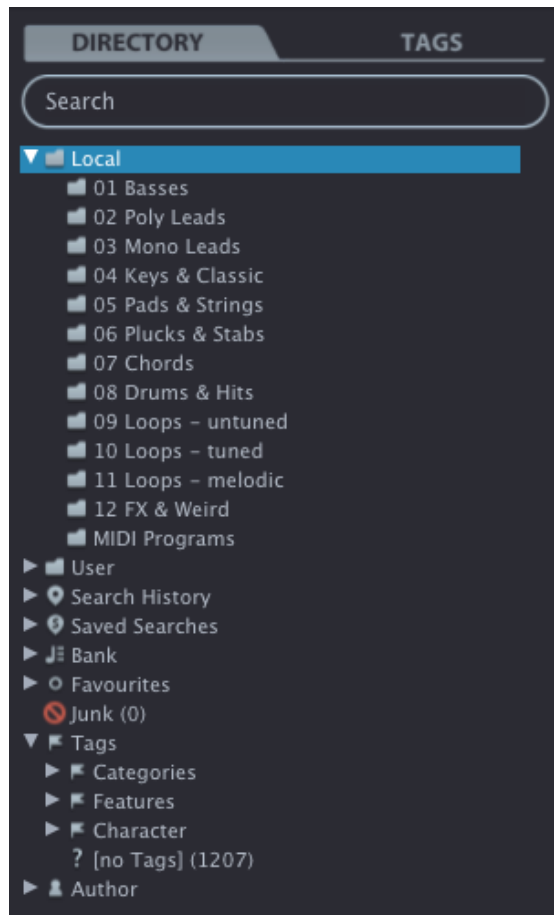 DIRECTORY TAGS
Search
Local
01 Basses
02 Poly Leads
03 Mono Leads
04 Keys & Classic
05 Pads & Strings
06 Plucks & Stabs
07 Chords
08 Drums & Hits
09 Loops – untuned
10 Loops – tuned
11 Loops – melodic
12 FX & Weird
MIDI Programs
User
Search History
Saved Searches
Bank
Favourites
Junk (0)
Tags
Categories
Features
Character
? [no Tags] (1207)
Author